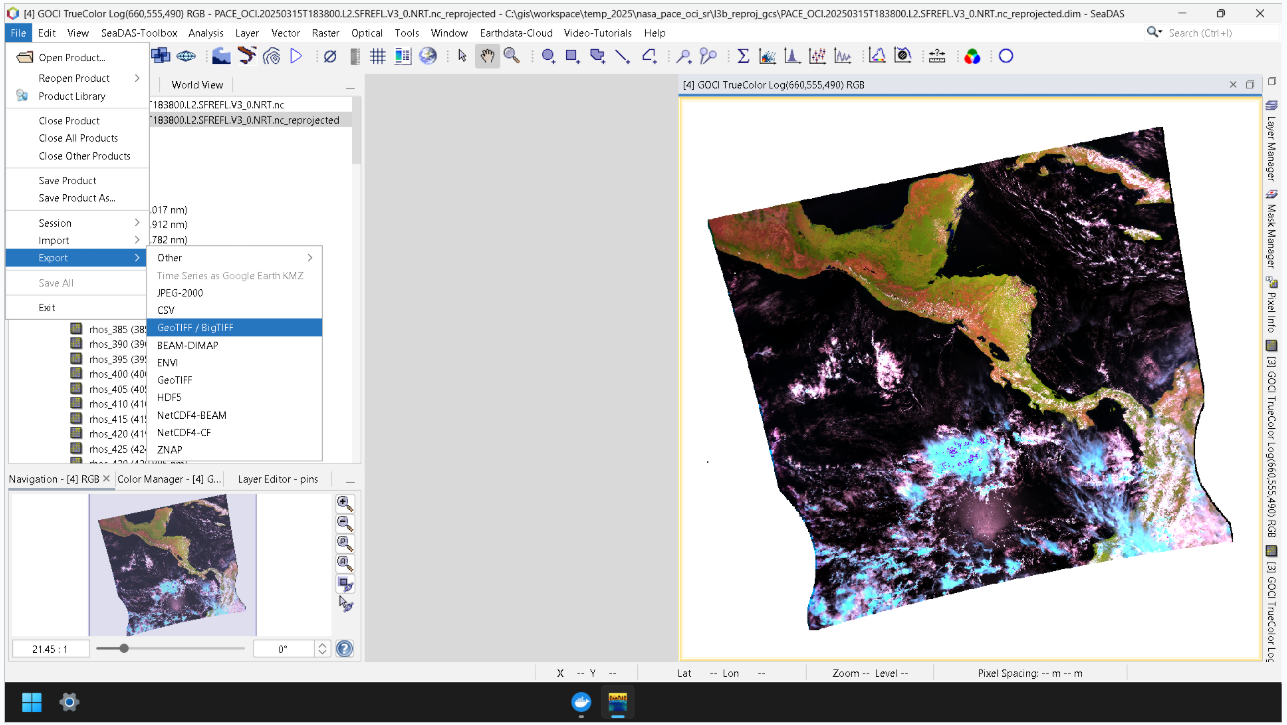 [4] GOCI TrueColor Log(660,555,490) RGB - PACE_OCI.20250315T183800.L2.SFREFL.V3_0.NRT.nc_reprojected - C:\gis\workspace\temp_2025\nasa_pace_oci_sr\l3b_reproj_gcs\PACE_OCI.20250315T183800.L2.SFREFL.V3_0.NRT.nc_reprojected.dim - SeaDAS
File Edit View SeaDAS-Toolbox Analysis Layer Vector Raster Optical Tools Window Earthdata-Cloud Video-Tutorials Help
Search (Ctrl+I)
Open Product...
Reopen Product
Product Library
Close Product
Close All Products
Close Other Products
Save Product
Save Product As...
Session
Import
Export
Save All
Exit
Other
Time Series as Google Earth KMZ
JPEG-2000
CSV
GeoTIFF / BigTIFF
BEAM-DIMAP
ENVI
GeoTIFF
HDF5
NetCDF4-BEAM
NetCDF4-CF
ZNAP
World View
T183800.L2.SFREFL.V3_0.NRT.nc
T183800.L2.SFREFL.V3_0.NRT.nc_reprojected
.017 nm)
.912 nm)
.782 nm)
rhos_385 (385
rhos_390 (390
rhos_395 (395
rhos_400 (400
rhos_405 (405
rhos_410 (410
rhos_415 (415
rhos_420 (419
rhos_425 (424
Navigation - [4] RGB
Color Manager - [4] G...
Layer Editor - pins
21.45 : 1
0°
[4] GOCI TrueColor Log(660,555,490) RGB
Layer Manager
Mask Manager
Pixel Info
[3] GOCI TrueColor Log(660,555,490) RGB
[3] GOCI TrueColor Log
X -- Y --
Lat -- Lon --
Zoom -- Level --
Pixel Spacing: -- m -- m